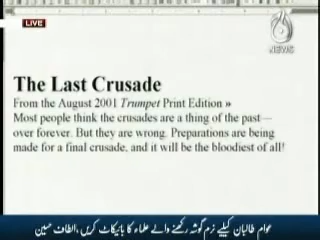 LIVE
NEWS
The Last Crusade
From the August 2001 Trumpet Print Edition »
Most people think the crusades are a thing of the past—
over forever. But they are wrong. Preparations are being
made for a final crusade, and it will be the bloodiest of all!
عوام طالبان کیلئے نرم گوشہ رکھنے والے علماء کا بائیکاٹ کریں ،الطاف حسین